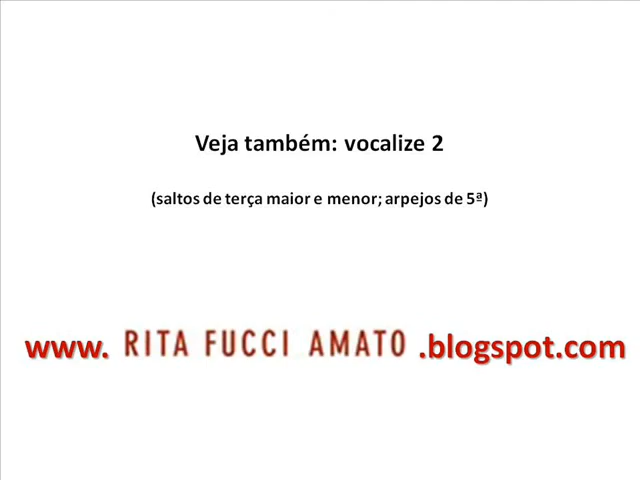 Veja também: vocalize 2
(saltos de terça maior e menor; arpejos de 5ª)
www. RITA FUCCI AMATO .blogspot.com